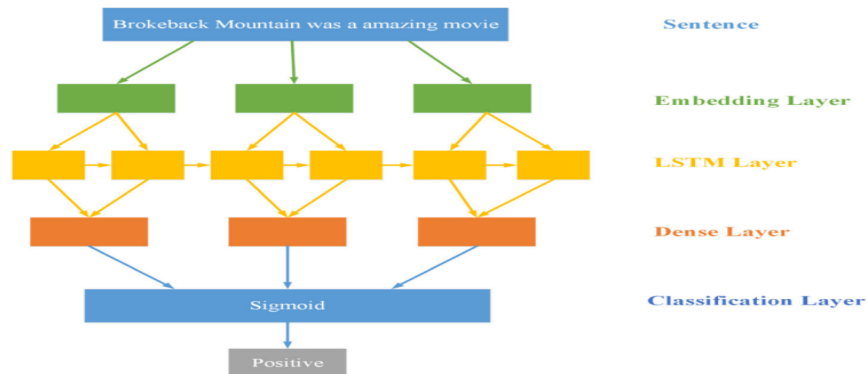 Brokeback Mountain was a amazing movie
Sentence
Embedding Layer
LSTM Layer
Dense Layer
Sigmoid
Classification Layer
Positive